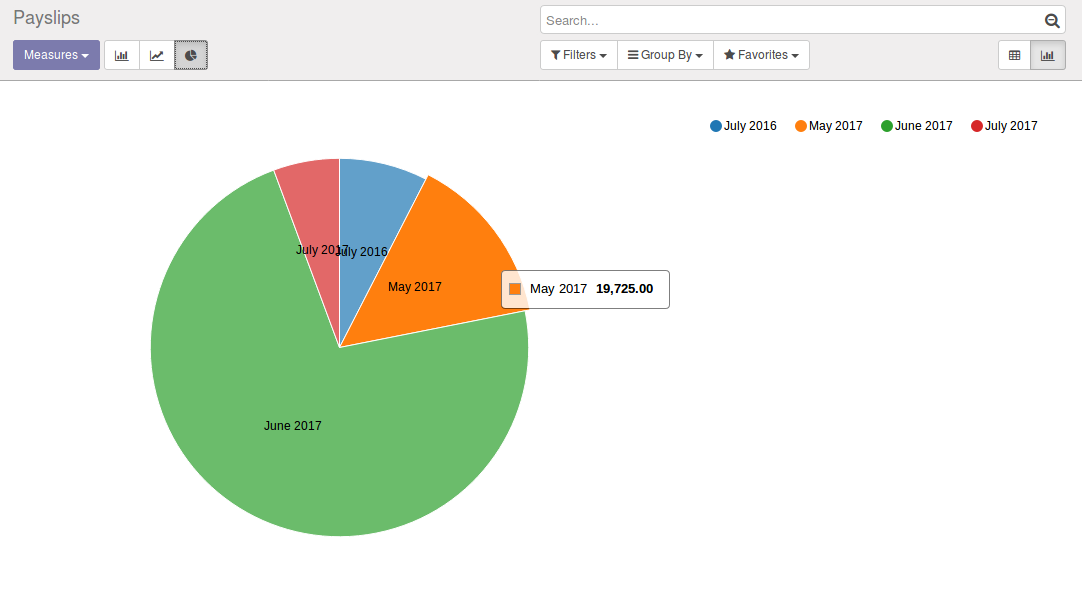 Payslips
Search...
Measures
Filters
Group By
Favorites
July 2016
May 2017
June 2017
July 2017
July 2017
July 2016
May 2017
May 2017 19,725.00
June 2017